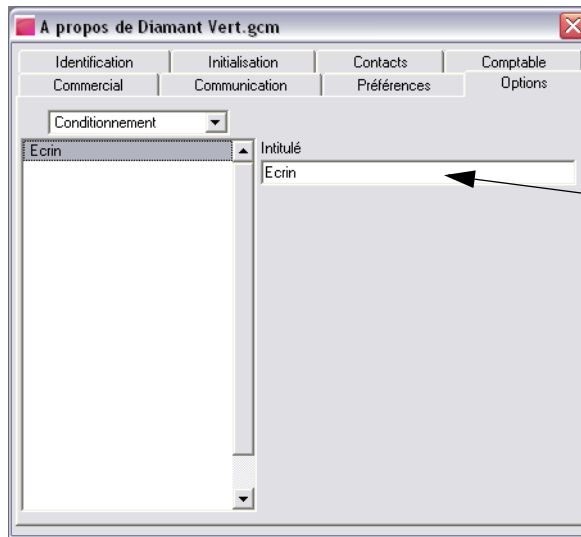 A propos de Diamant Vert.gcm
Identification Initialisation Contacts Comptable
Commercial Communication Préférences Options
Conditionnement
Ecrin
Intitulé
Ecrin